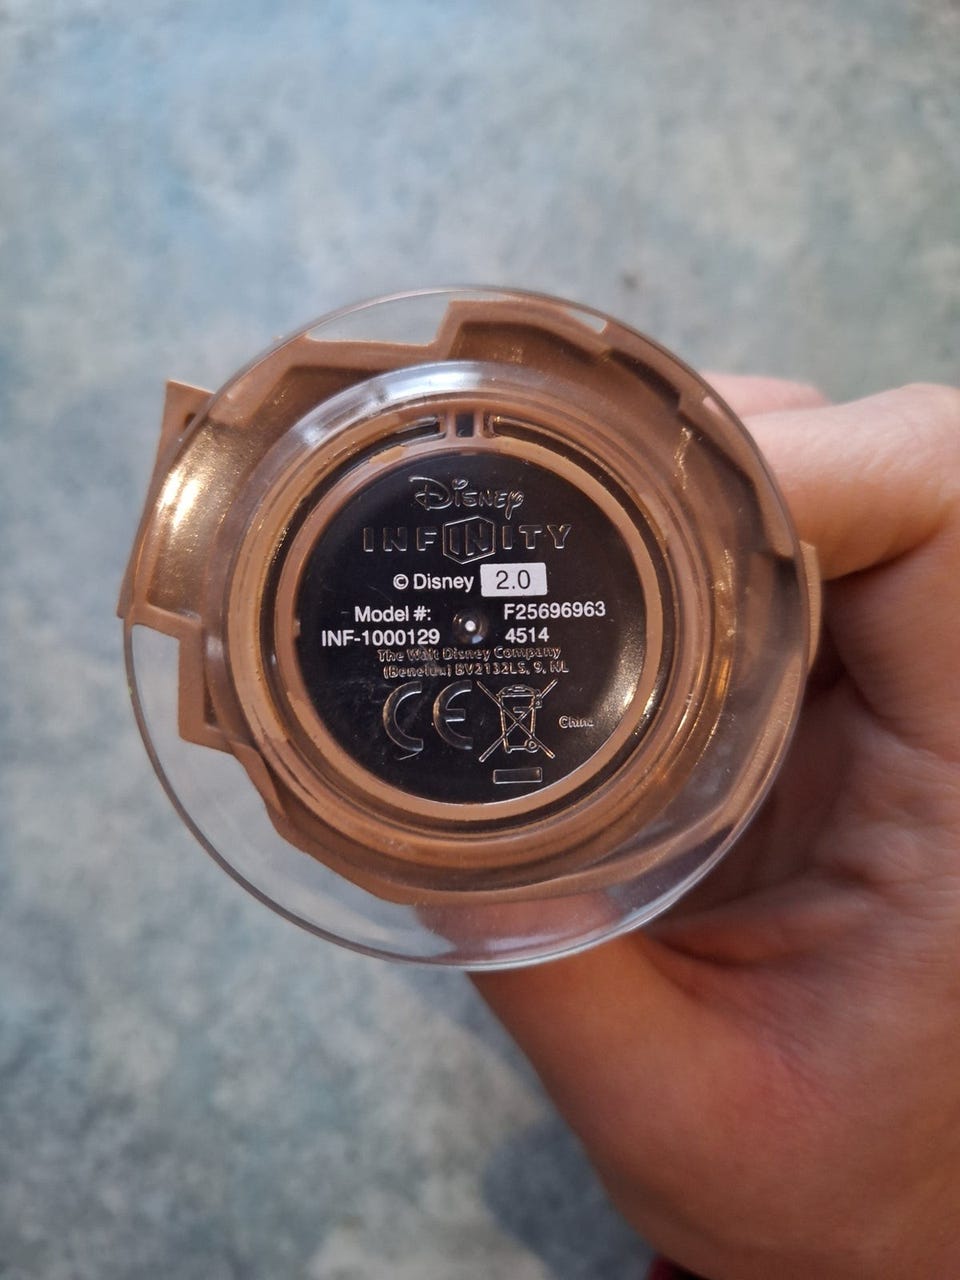 Disney
INFINITY
© Disney 2.0
Model #: F25696963
INF-1000129 4514
The Walt Disney Company
(Benelux) BV2132LS, 9, NL
CE
China